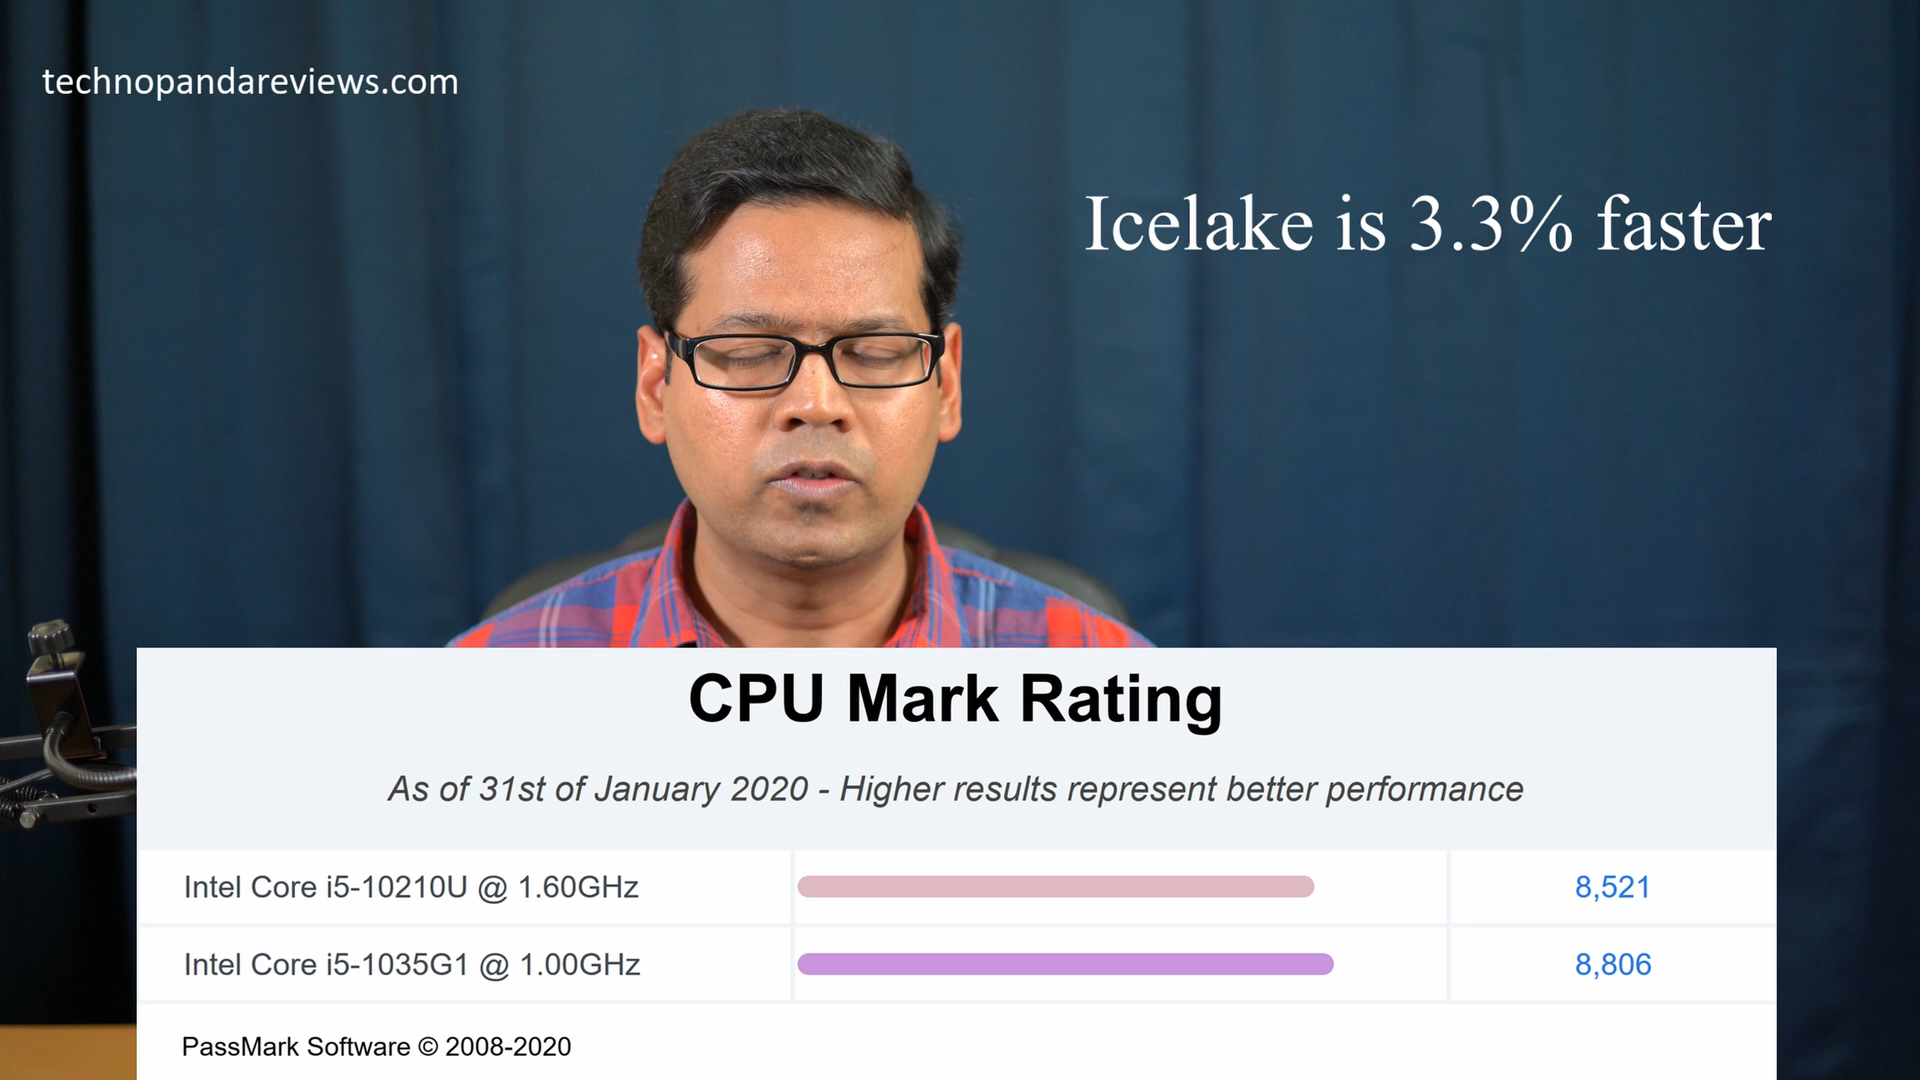 technopandareviews.com
Icelake is 3.3% faster
CPU Mark Rating
As of 31st of January 2020 - Higher results represent better performance
Intel Core i5-10210U @ 1.60GHz 8,521
Intel Core i5-1035G1 @ 1.00GHz 8,806
PassMark Software © 2008-2020